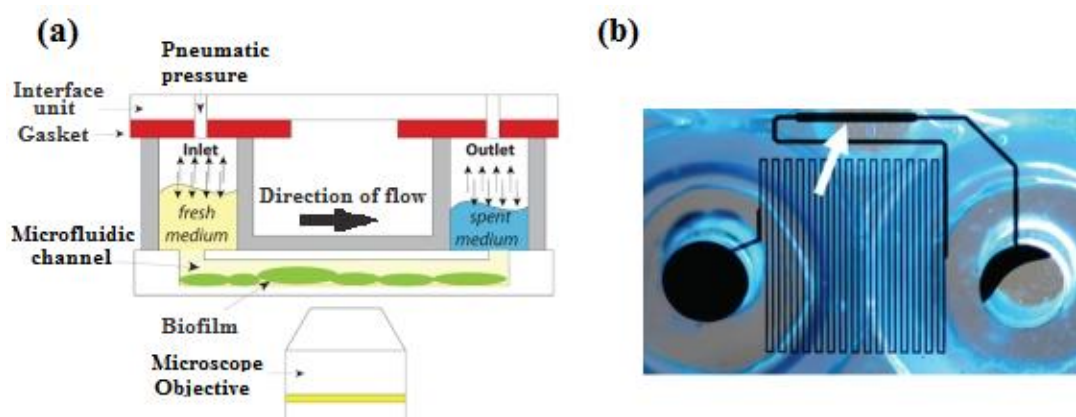 (a)
Pneumatic
pressure
Interface
unit
Gasket
Inlet
Outlet
Direction of flow
fresh
medium
spent
medium
Microfluidic
channel
Biofilm
Microscope
Objective
(b)